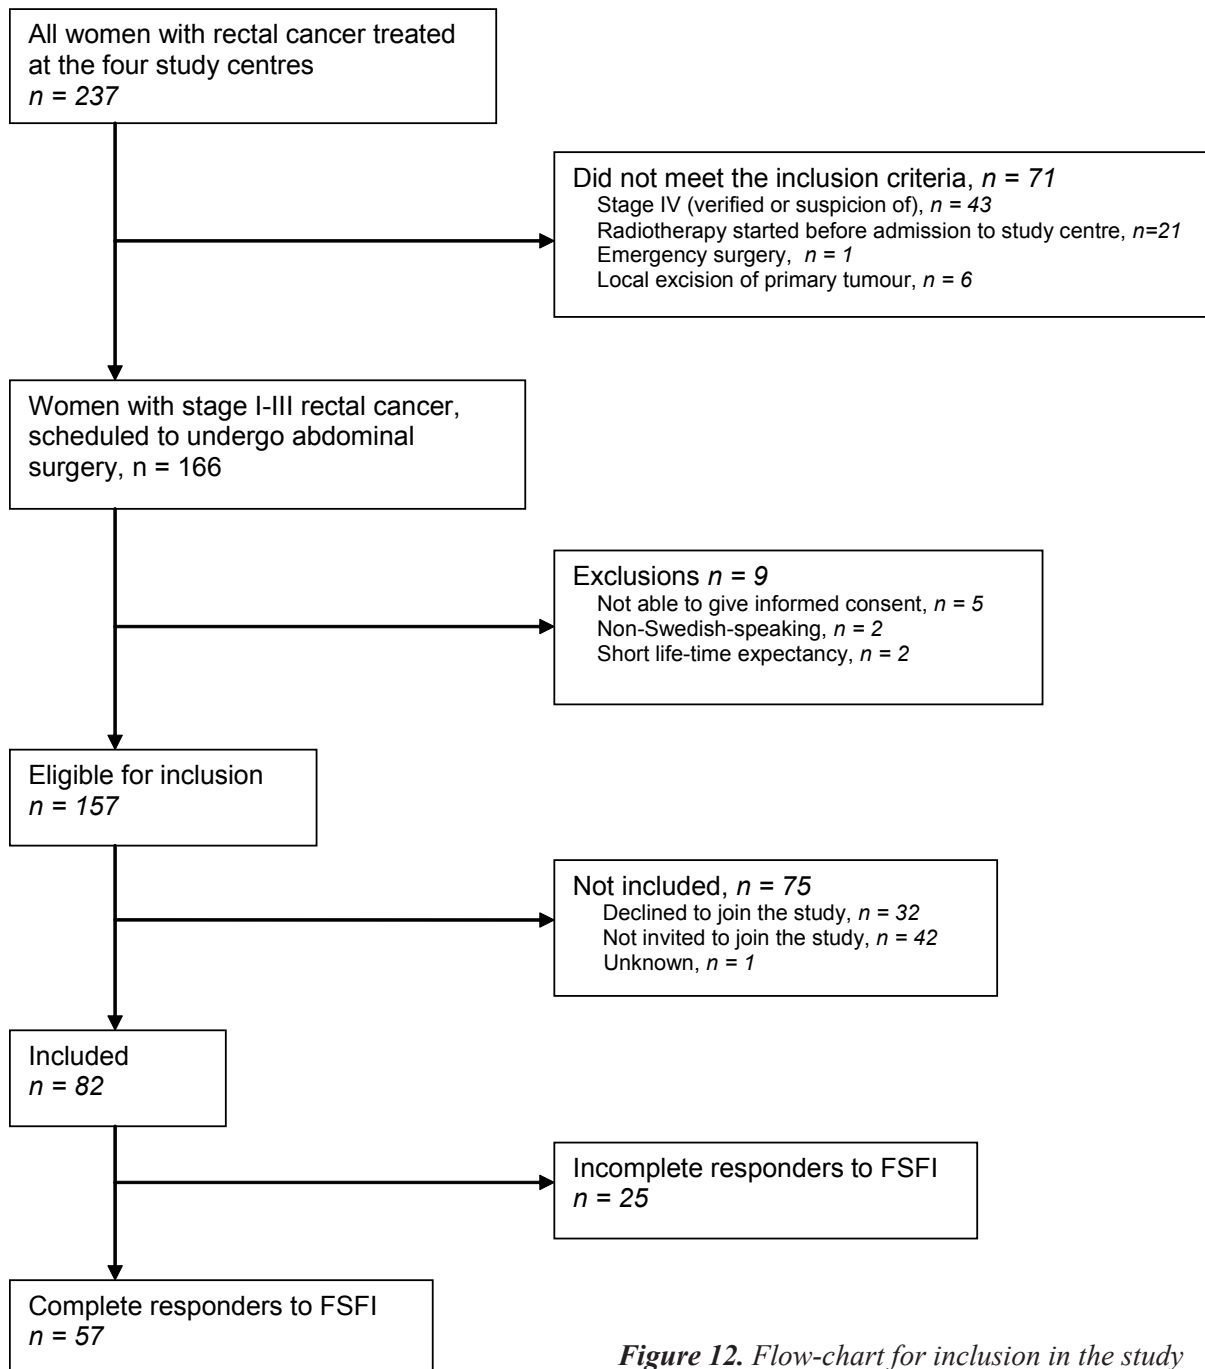 All women with rectal cancer treated
at the four study centres
n = 237
Did not meet the inclusion criteria, n = 71
Stage IV (verified or suspicion of), n = 43
Radiotherapy started before admission to study centre, n=21
Emergency surgery, n = 1
Local excision of primary tumour, n = 6
Women with stage I-III rectal cancer,
scheduled to undergo abdominal
surgery, n = 166
Exclusions n = 9
Not able to give informed consent, n = 5
Non-Swedish-speaking, n = 2
Short life-time expectancy, n = 2
Eligible for inclusion
n = 157
Not included, n = 75
Declined to join the study, n = 32
Not invited to join the study, n = 42
Unknown, n = 1
Included
n = 82
Incomplete responders to FSFI
n = 25
Complete responders to FSFI
n = 57
Figure 12. Flow-chart for inclusion in the study